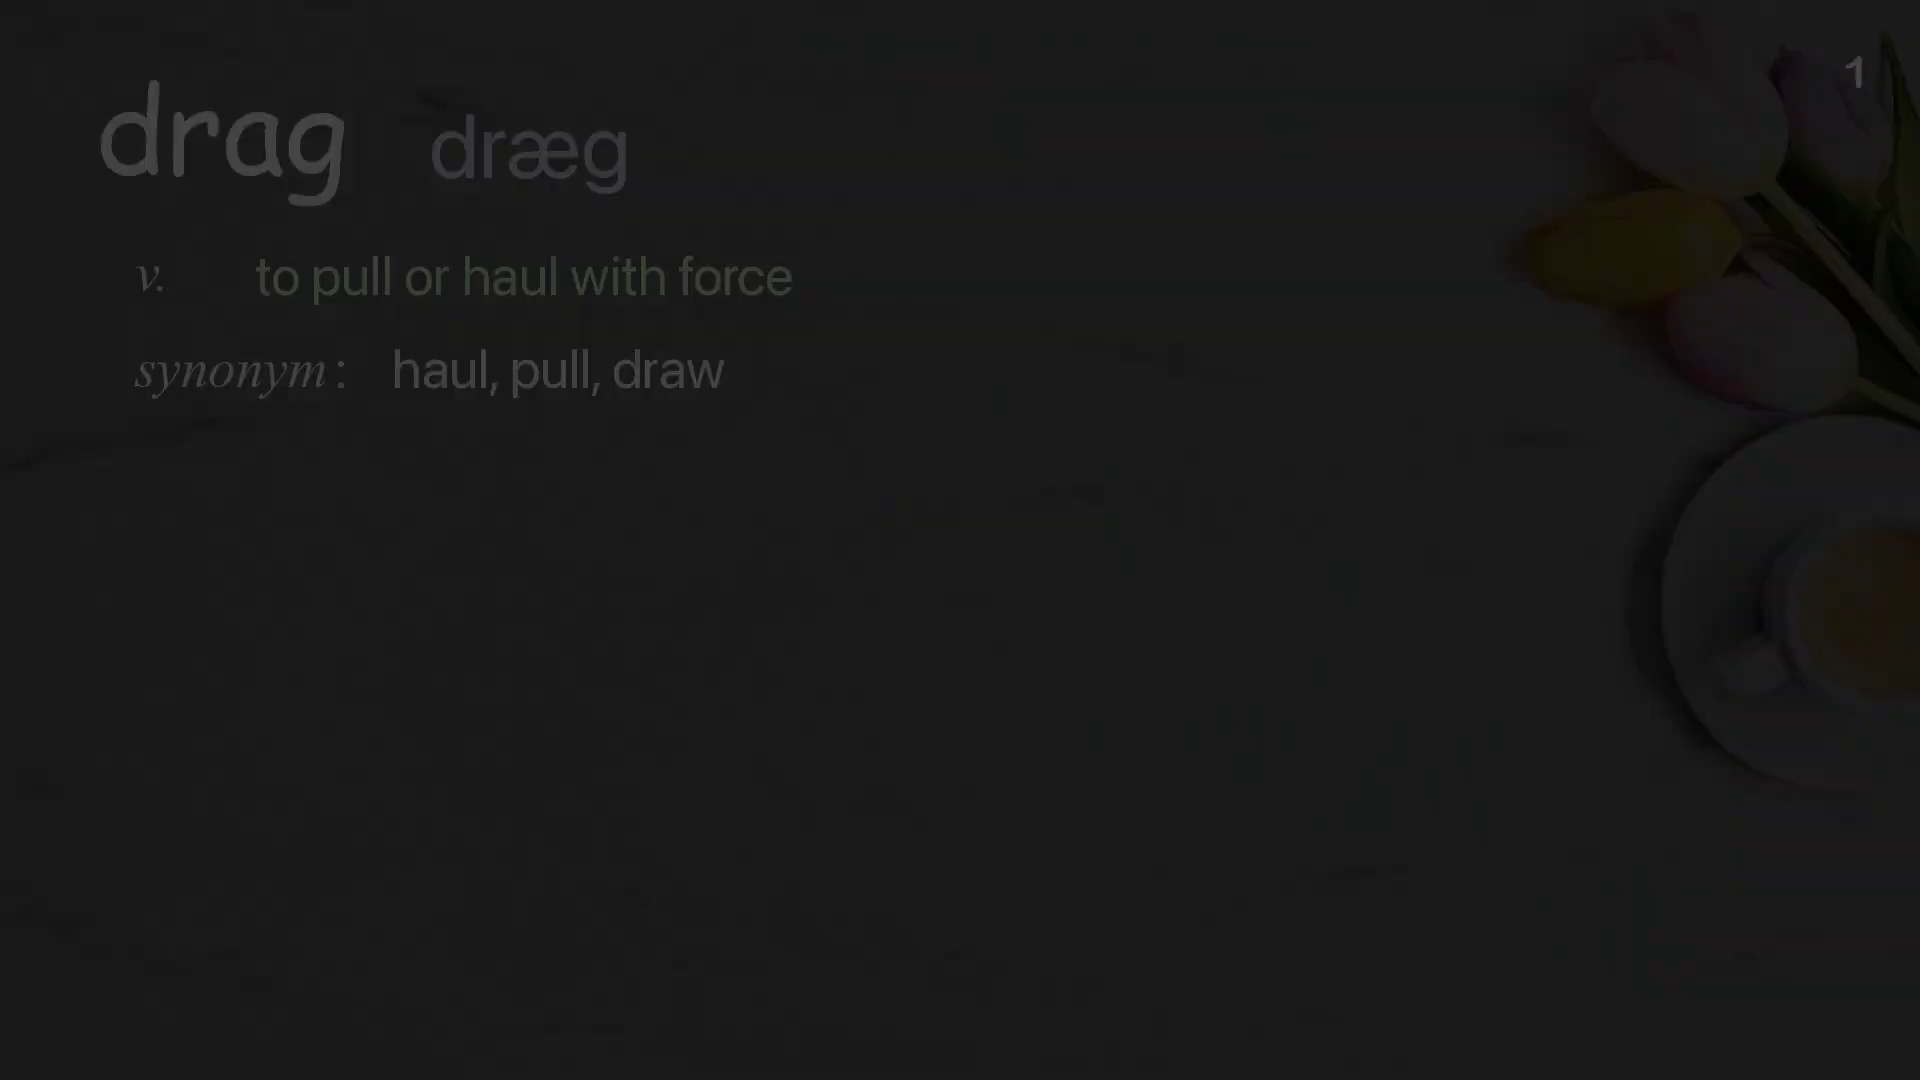 drag dræg
1
v. to pull or haul with force
synonym: haul, pull, draw